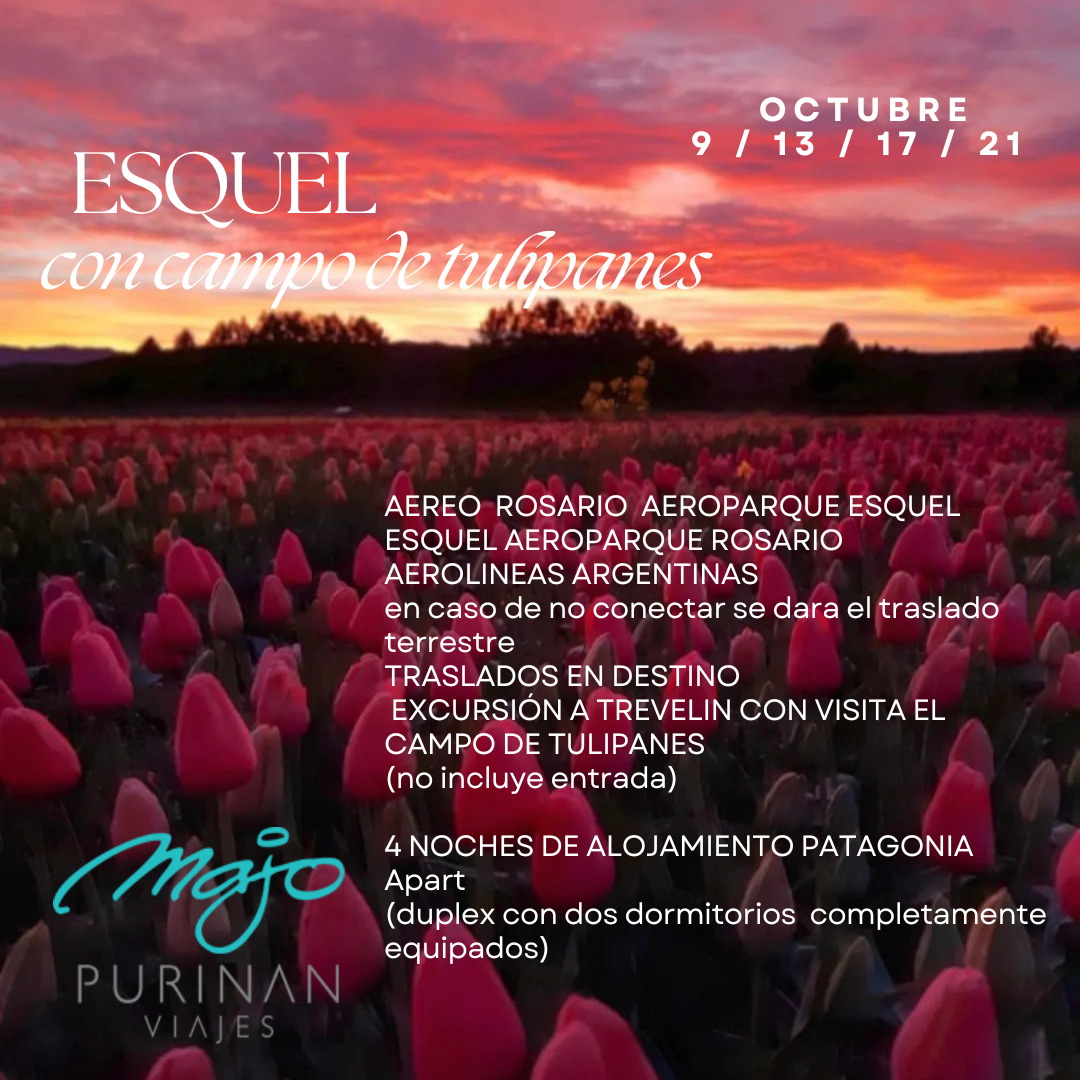 OCTUBRE
9 / 13 / 17 / 21
ESQUEL
con campo de tulipanes
AEREO ROSARIO AEROPARQUE ESQUEL
ESQUEL AEROPARQUE ROSARIO
AEROLINEAS ARGENTINAS
en caso de no conectar se dara el traslado
terrestre
TRASLADOS EN DESTINO
EXCURSIÓN A TREVELIN CON VISITA EL
CAMPO DE TULIPANES
(no incluye entrada)
4 NOCHES DE ALOJAMIENTO PATAGONIA
Apart
(duplex con dos dormitorios completamente
equipados)
majo
PURINAN
VIAJES